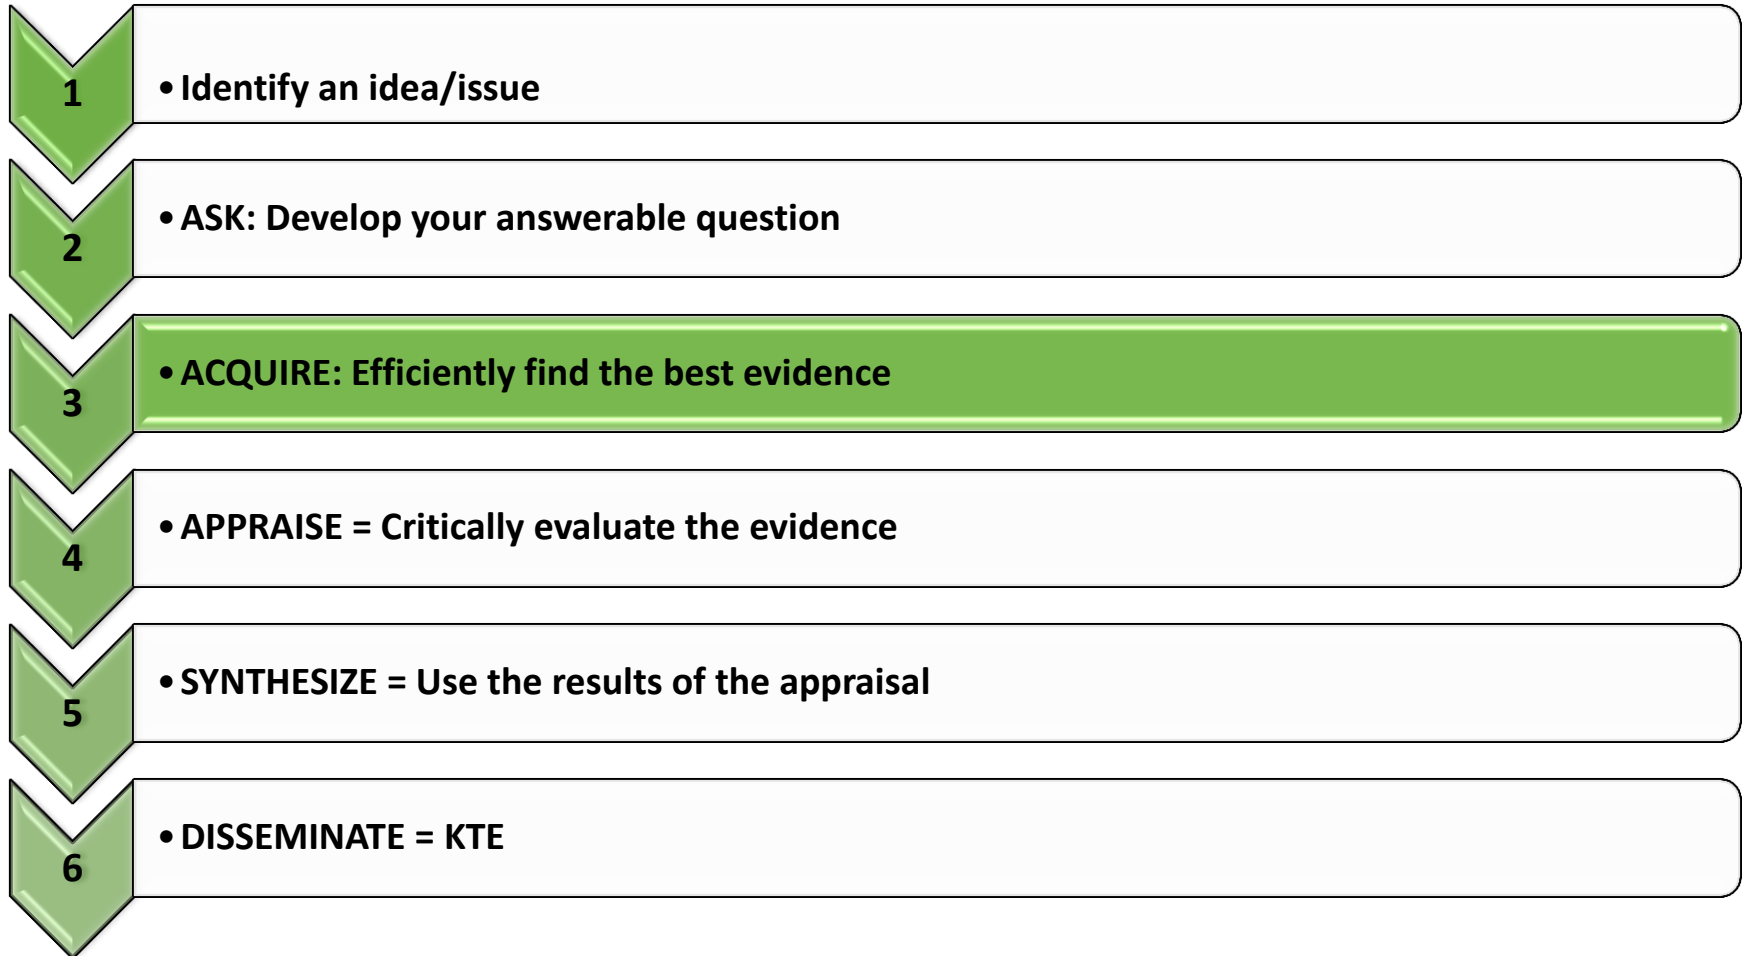 1
• Identify an idea/issue
2
• ASK: Develop your answerable question
3
• ACQUIRE: Efficiently find the best evidence
4
• APPRAISE = Critically evaluate the evidence
5
• SYNTHESIZE = Use the results of the appraisal
6
• DISSEMINATE = KTE